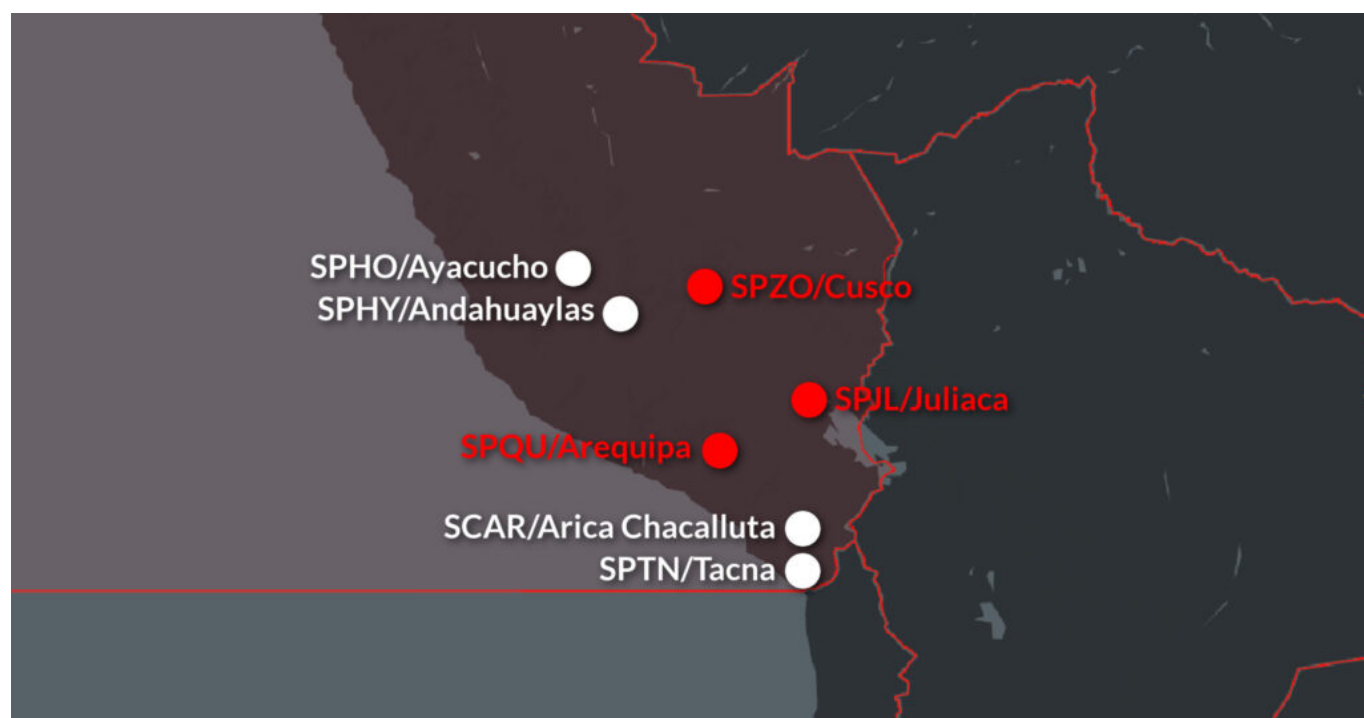 SPHO/Ayacucho
SPZO/Cusco
SPHY/Andahuaylas
SPJL/Juliaca
SPQU/Arequipa
SCAR/Arica Chacalluta
SPTN/Tacna